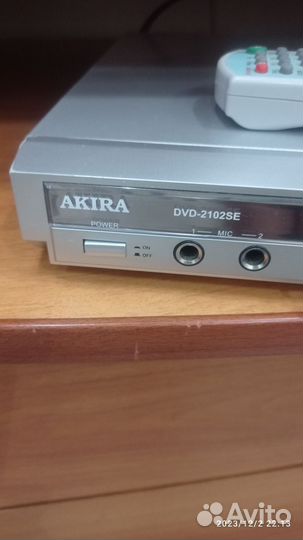 AKIRA
DVD-2102SE
POWER
1 MIC 2
ON
OFF
2023/12/2 22:13
Avito